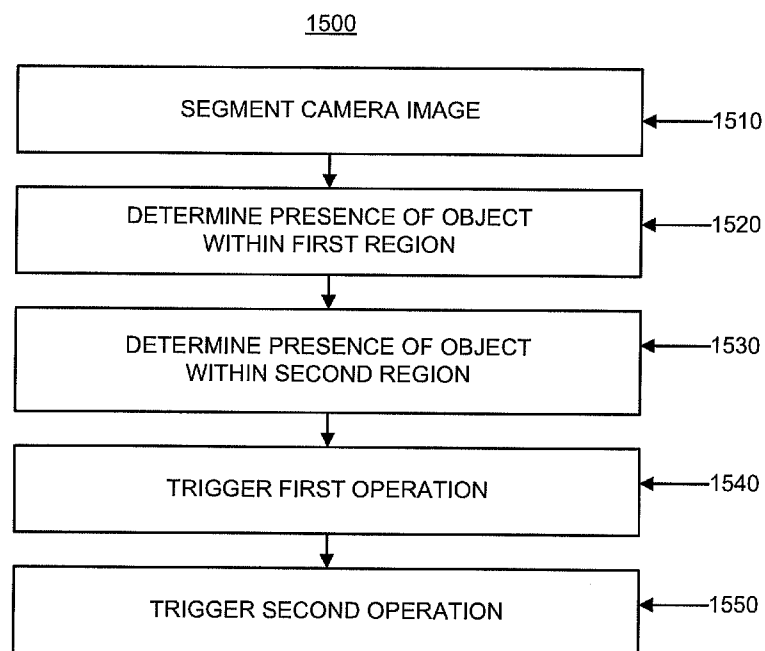 1500
SEGMENT CAMERA IMAGE
1510
DETERMINE PRESENCE OF OBJECT
WITHIN FIRST REGION
1520
DETERMINE PRESENCE OF OBJECT
WITHIN SECOND REGION
1530
TRIGGER FIRST OPERATION
1540
TRIGGER SECOND OPERATION
1550